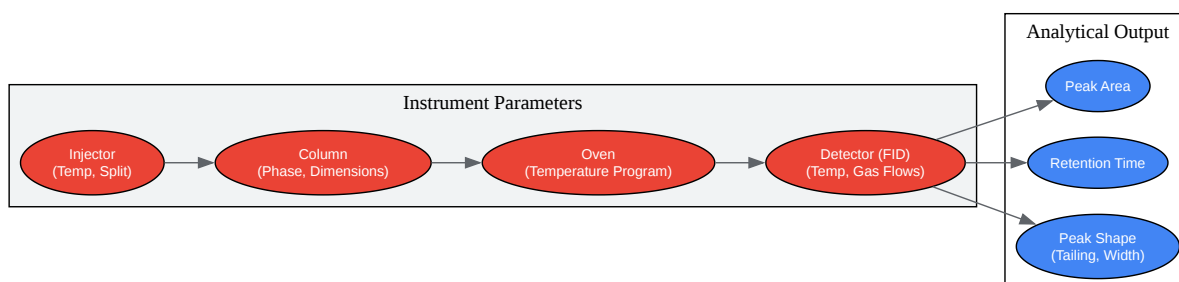 Instrument Parameters
Injector
(Temp, Split)
Column
(Phase, Dimensions)
Oven
(Temperature Program)
Detector (FID)
(Temp, Gas Flows)
Analytical Output
Peak Area
Retention Time
Peak Shape
(Tailing, Width)